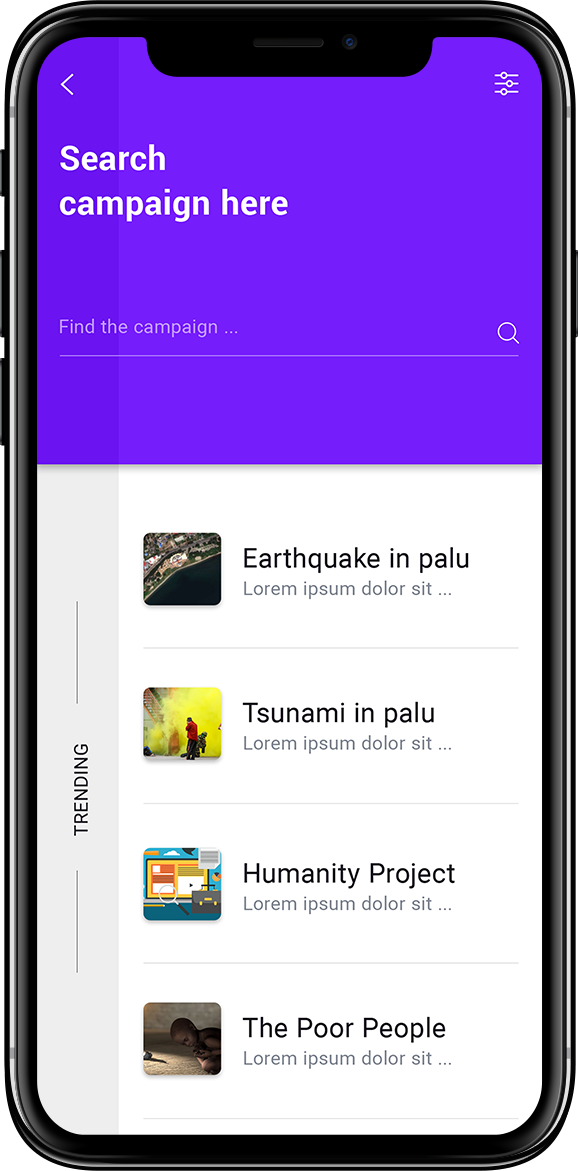 Search
campaign here
Find the campaign ...
TRENDING
Earthquake in palu
Lorem ipsum dolor sit ...
Tsunami in palu
Lorem ipsum dolor sit ...
Humanity Project
Lorem ipsum dolor sit ...
The Poor People
Lorem ipsum dolor sit ...